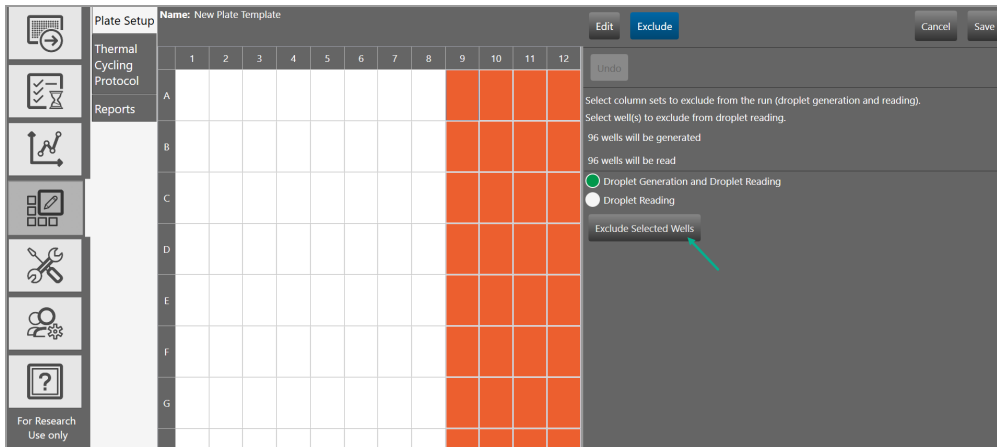 Plate Setup
Thermal
Cycling
Protocol
Reports
For Research
Use only
Name: New Plate Template
1 2 3 4 5 6 7 8 9 10 11 12
A
B
C
D
E
F
G
Edit
Exclude
Cancel
Save
Undo
Select column sets to exclude from the run (droplet generation and reading).
Select well(s) to exclude from droplet reading.
96 wells will be generated
96 wells will be read
Droplet Generation and Droplet Reading
Droplet Reading
Exclude Selected Wells